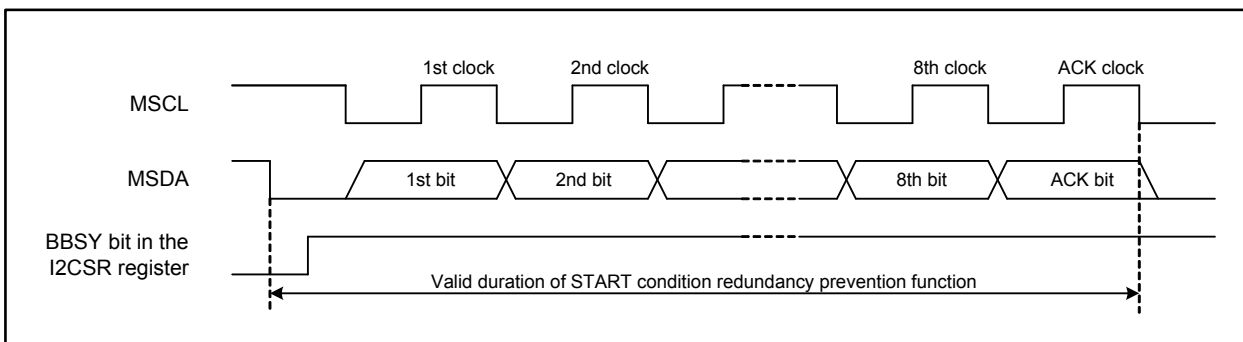 1st clock
2nd clock
8th clock
ACK clock
MSCL
MSDA
1st bit
2nd bit
8th bit
ACK bit
BBSY bit in the
I2CSR register
Valid duration of START condition redundancy prevention function